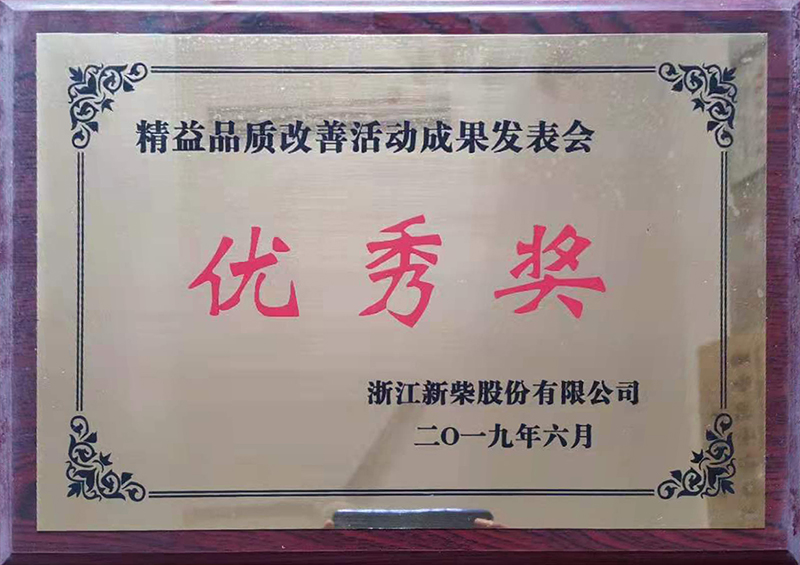 精益品质改善活动成果发表会
优秀奖
浙江新柴股份有限公司
二O一九年六月